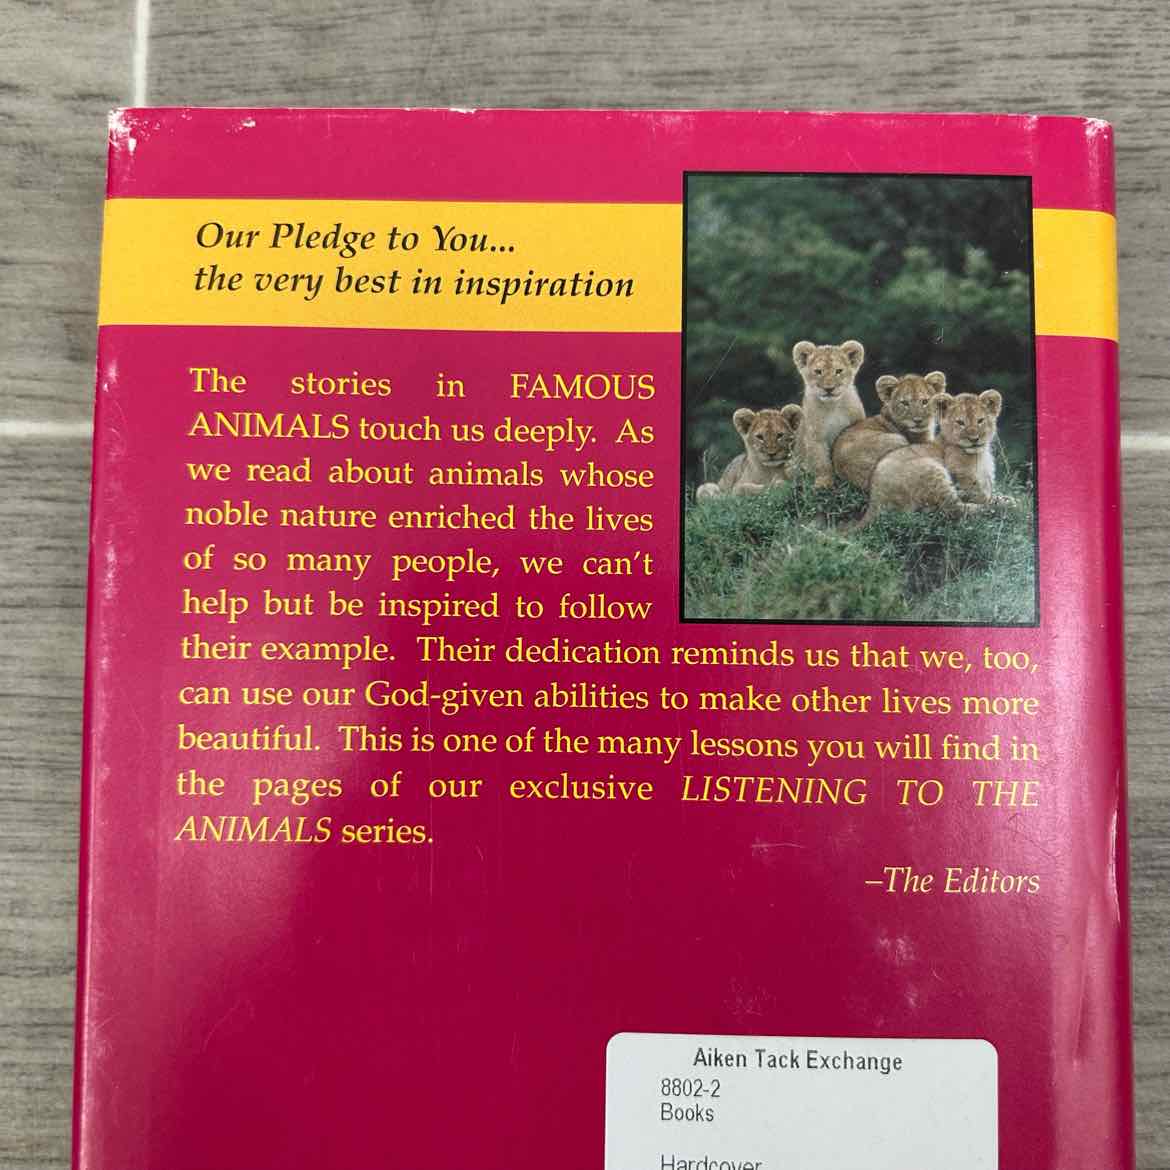 Our Pledge to You...
the very best in inspiration
The stories in FAMOUS
ANIMALS touch us deeply. As
we read about animals whose
noble nature enriched the lives
of so many people, we can't
help but be inspired to follow
their example. Their dedication reminds us that we, too,
can use our God-given abilities to make other lives more
beautiful. This is one of the many lessons you will find in
the pages of our exclusive LISTENING TO THE
ANIMALS series.
–The Editors
Aiken Tack Exchange
8802-2
Books
Hardcover